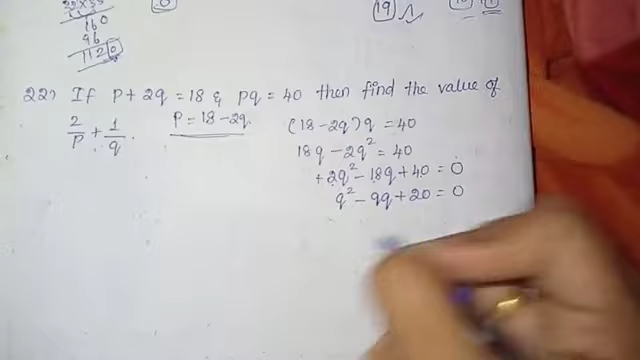 160
96
1120
0
19
22) If P + 2q = 18 & pq = 40 then find the value of
2/P + 1/q . P = 18 - 2q (18 - 2q) q = 40
18q - 2q² = 40
+2q² - 18q + 40 = 0
q² - 9q + 20 = 0